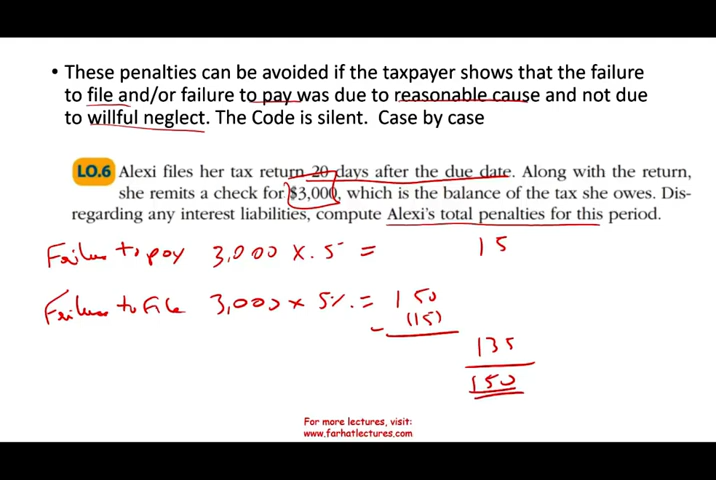 • These penalties can be avoided if the taxpayer shows that the failure
to file and/or failure to pay was due to reasonable cause and not due
to willful neglect. The Code is silent. Case by case
LO.6 Alexi files her tax return 20 days after the due date. Along with the return,
she remits a check for $3,000, which is the balance of the tax she owes. Dis-
regarding any interest liabilities, compute Alexi's total penalties for this period.
Failure to pay 3,000 x .5 = 15
Failure to File 3,000 x 5% = 150
- (15)
135
150
For more lectures, visit:
www.farhatlectures.com